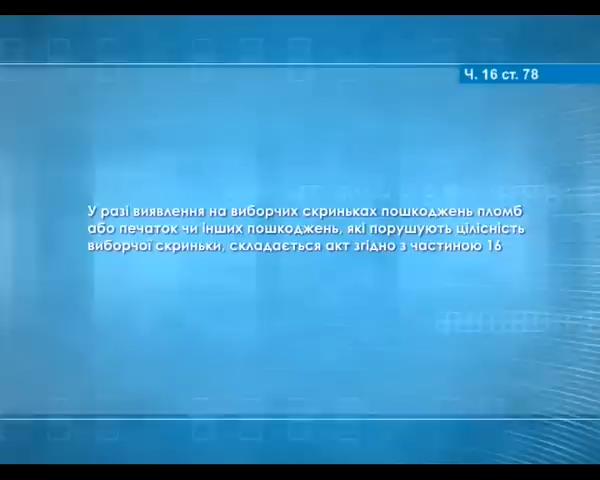 Ч. 16 ст. 78
У разі виявлення на виборчих скриньках пошкоджень пломб
або печаток чи інших пошкоджень, які порушують цілісність
виборчої скриньки, складається акт згідно з частиною 16